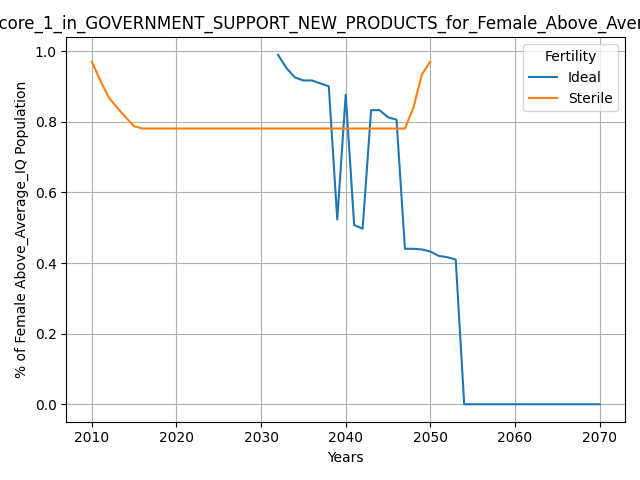 core_1_in_GOVERNMENT_SUPPORT_NEW_PRODUCTS_for_Female_Above_Aver
1.0
0.8
0.6
0.4
0.2
0.0
% of Female Above_Average_IQ Population
Fertility
Ideal
Sterile
2010 2020 2030 2040 2050 2060 2070
Years